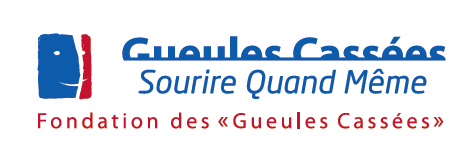 Gueules Cassées
Sourire Quand Même
Fondation des «Gueules Cassées»